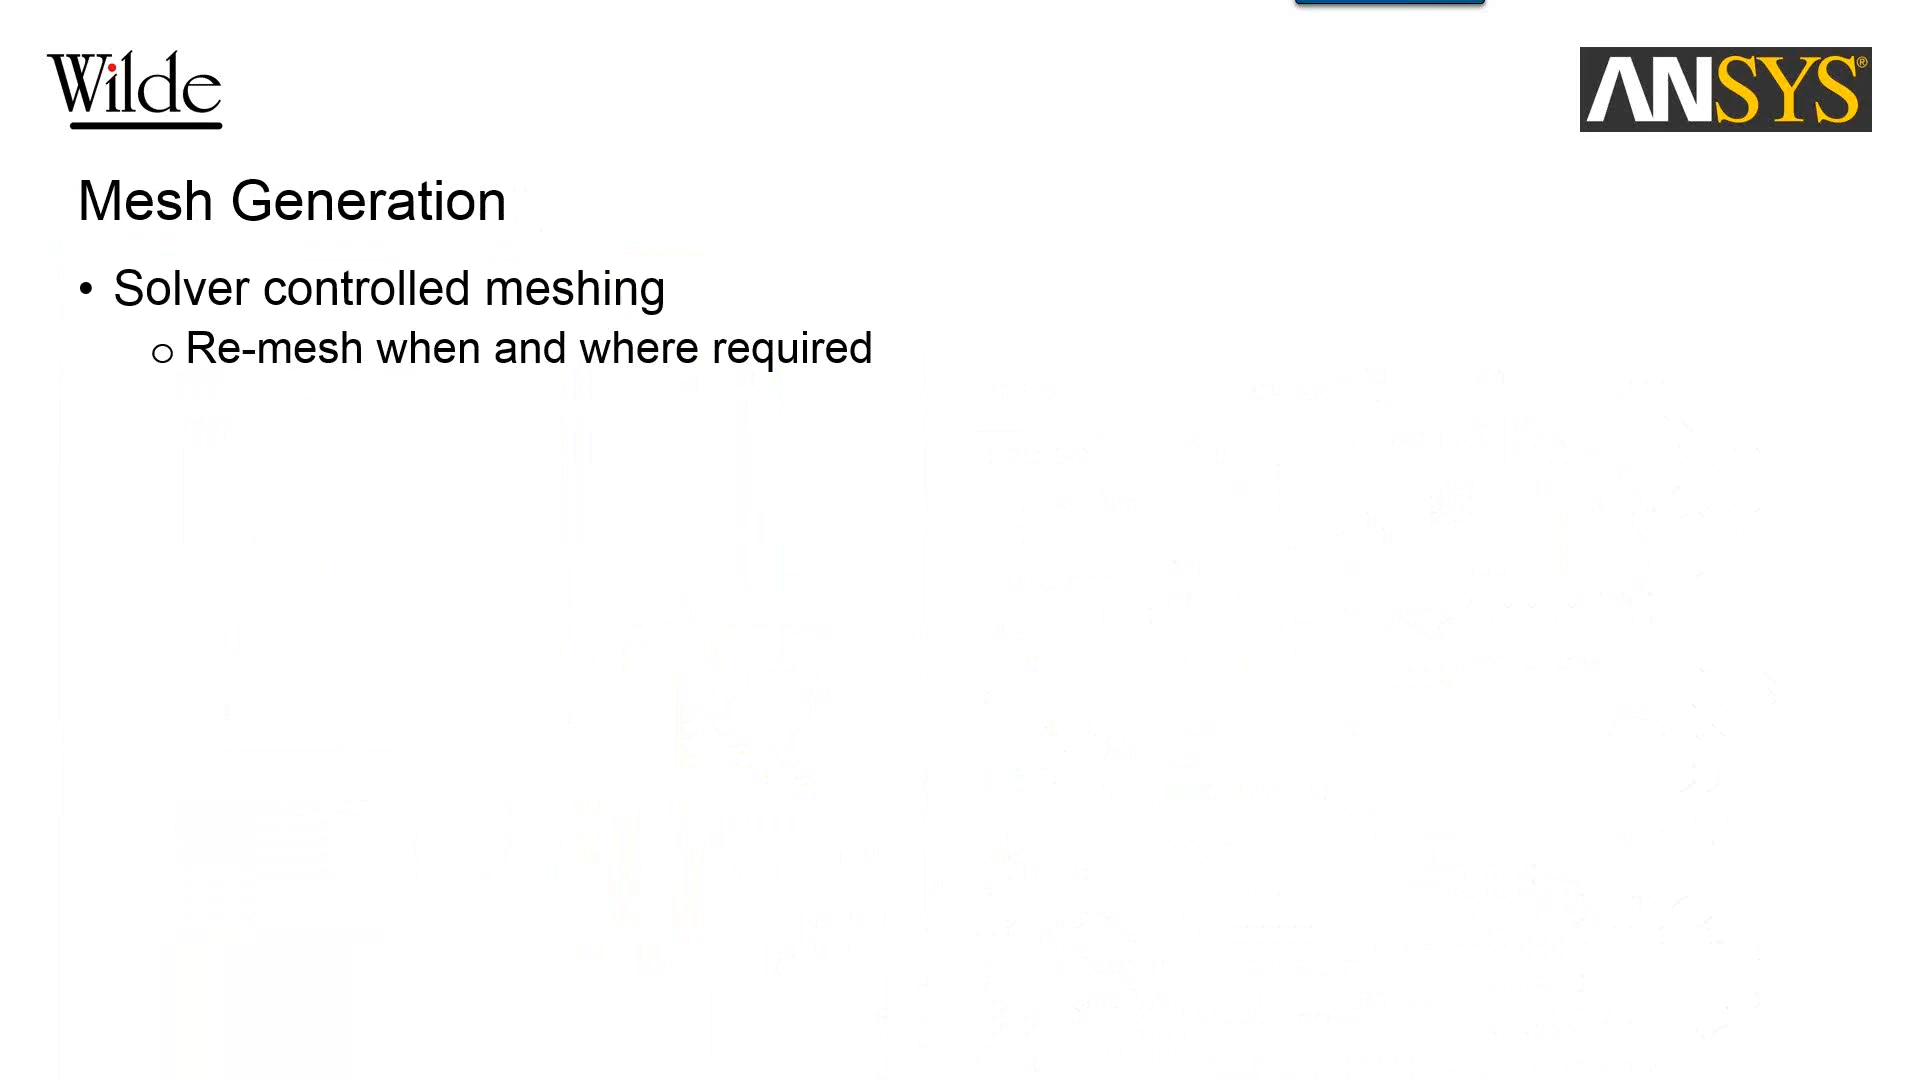 Wilde
ANSYS®
Mesh Generation
• Solver controlled meshing
o Re-mesh when and where required